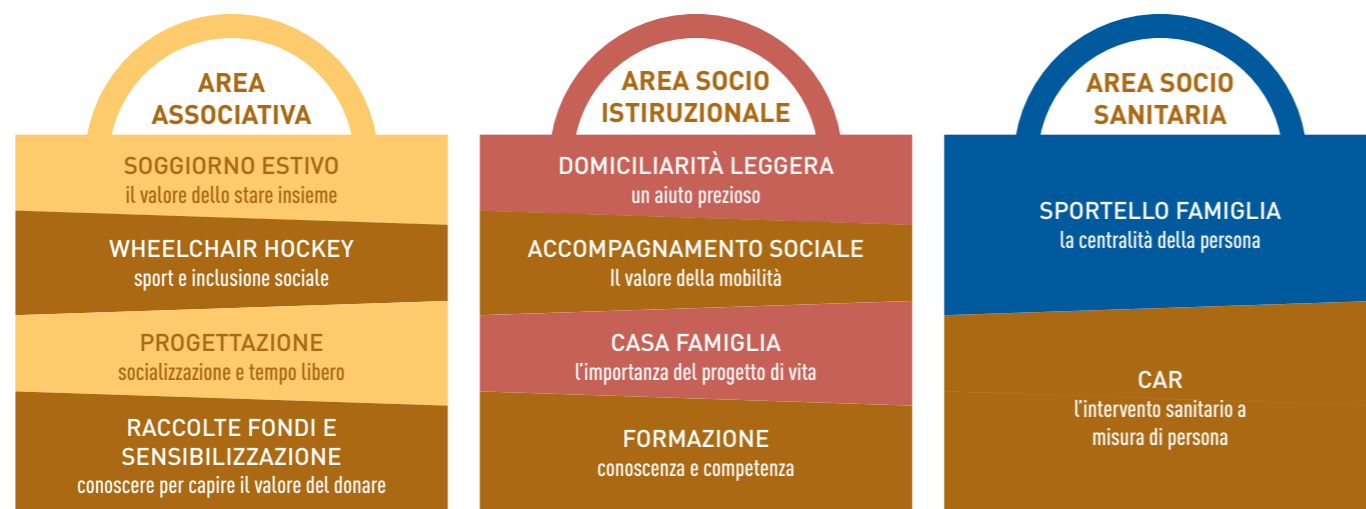 AREA
ASSOCIATIVA
SOGGIORNO ESTIVO
il valore dello stare insieme
WHEELCHAIR HOCKEY
sport e inclusione sociale
PROGETTAZIONE
socializzazione e tempo libero
RACCOLTE FONDI E
SENSIBILIZZAZIONE
conoscere per capire il valore del donare
AREA SOCIO
ISTIRUZIONALE
DOMICILIARITÀ LEGGERA
un aiuto prezioso
ACCOMPAGNAMENTO SOCIALE
Il valore della mobilità
CASA FAMIGLIA
l'importanza del progetto di vita
FORMAZIONE
conoscenza e competenza
AREA SOCIO
SANITARIA
SPORTELLO FAMIGLIA
la centralità della persona
CAR
l'intervento sanitario a
misura di persona